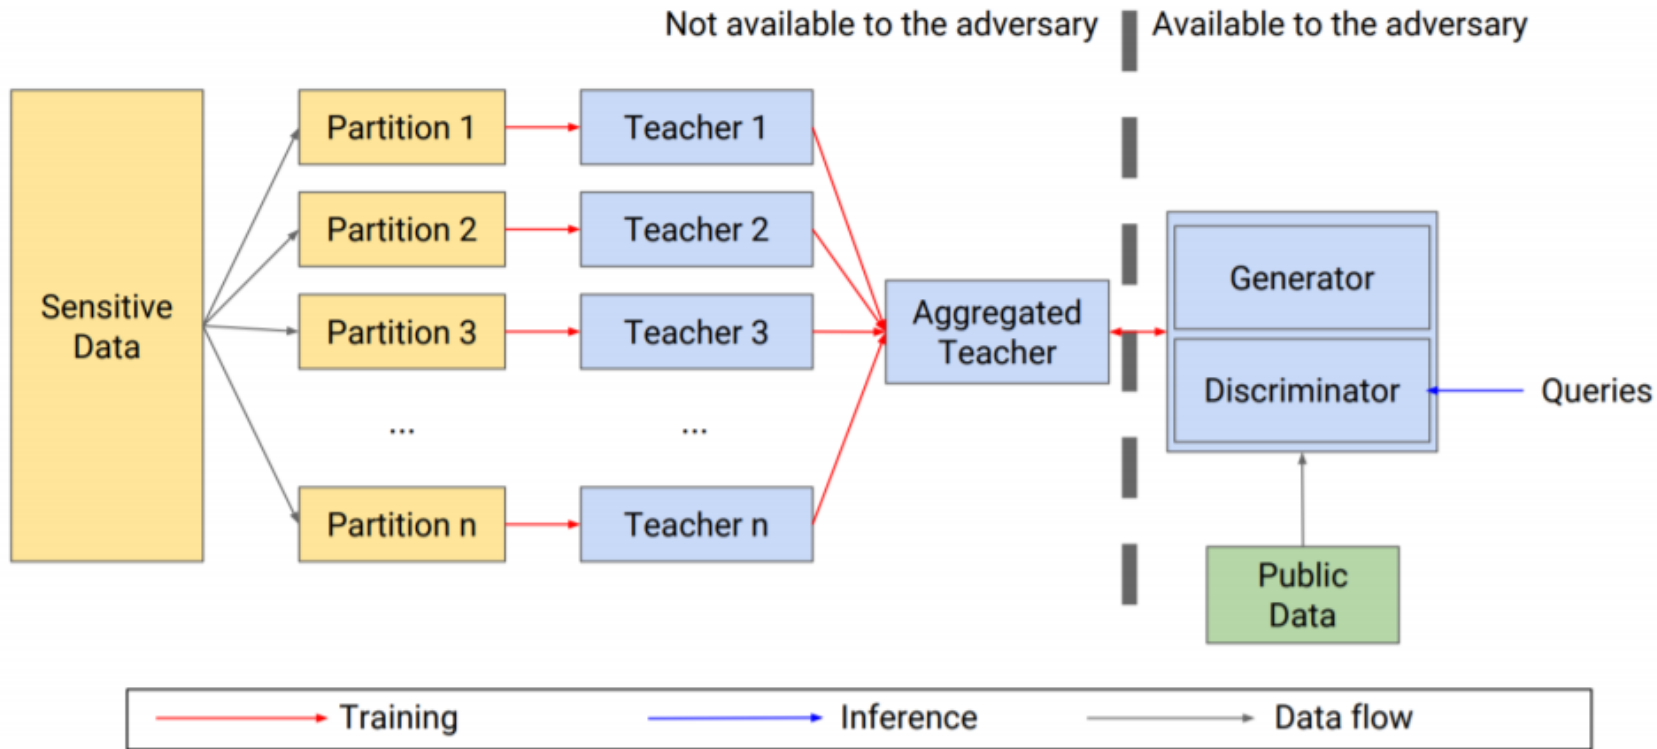 Not available to the adversary
Available to the adversary
Sensitive
Data
Partition 1
Teacher 1
Partition 2
Teacher 2
Partition 3
Teacher 3
...
...
Partition n
Teacher n
Aggregated
Teacher
Generator
Discriminator
Queries
Public
Data
Training
Inference
Data flow